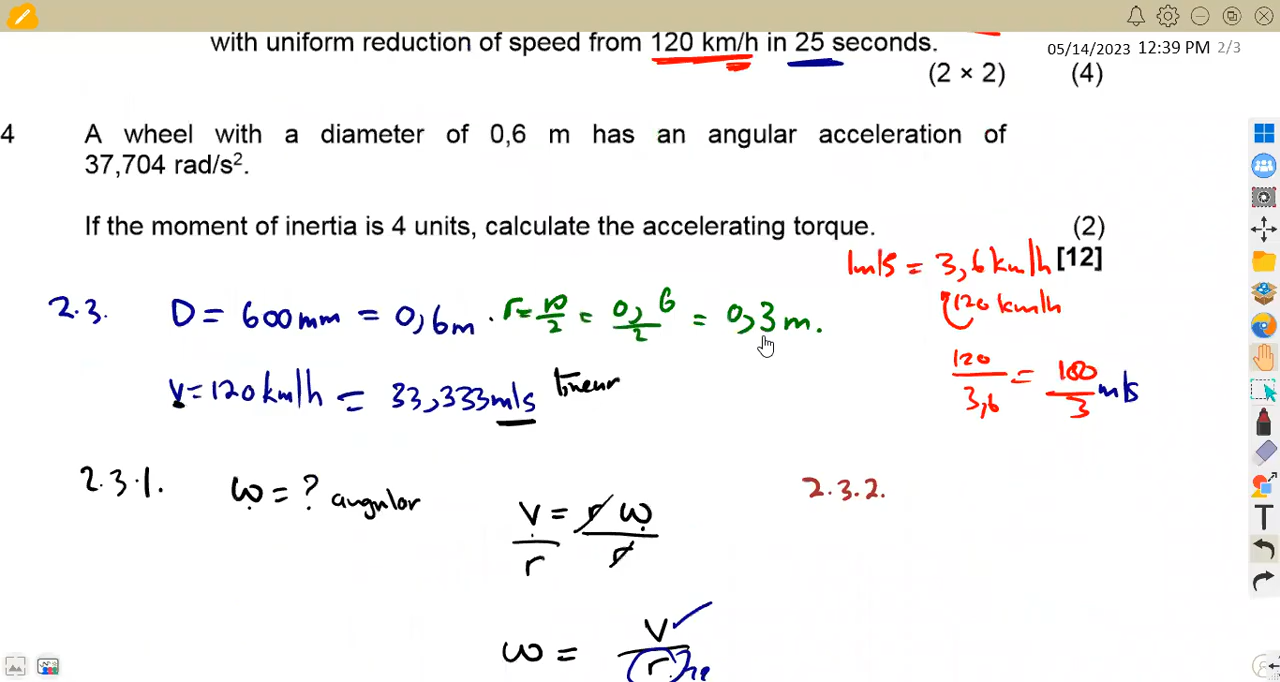 with uniform reduction of speed from 120 km/h in 25 seconds.
05/14/2023 12:39 PM 2/3
(2 × 2) (4)
4 A wheel with a diameter of 0,6 m has an angular acceleration of
37,704 rad/s².
If the moment of inertia is 4 units, calculate the accelerating torque. (2)
[12]
1m/s = 3,6 km/h
120 km/h
120/3,6 = 100/3 m/s
2.3. D = 600mm = 0,6m . r = D/2 = 0,6/2 = 0,3 m.
v = 120 km/h = 33,333 m/s linear
2.3.1. ω = ? angular
v/r = r ω/r
ω = v/r
2.3.2.
T